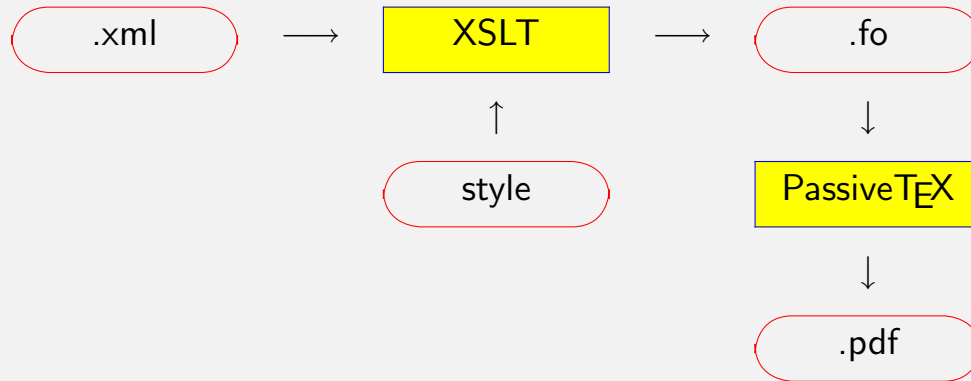 .xml → XSLT → .fo
↑ ↓
style PassiveTEX
↓
.pdf